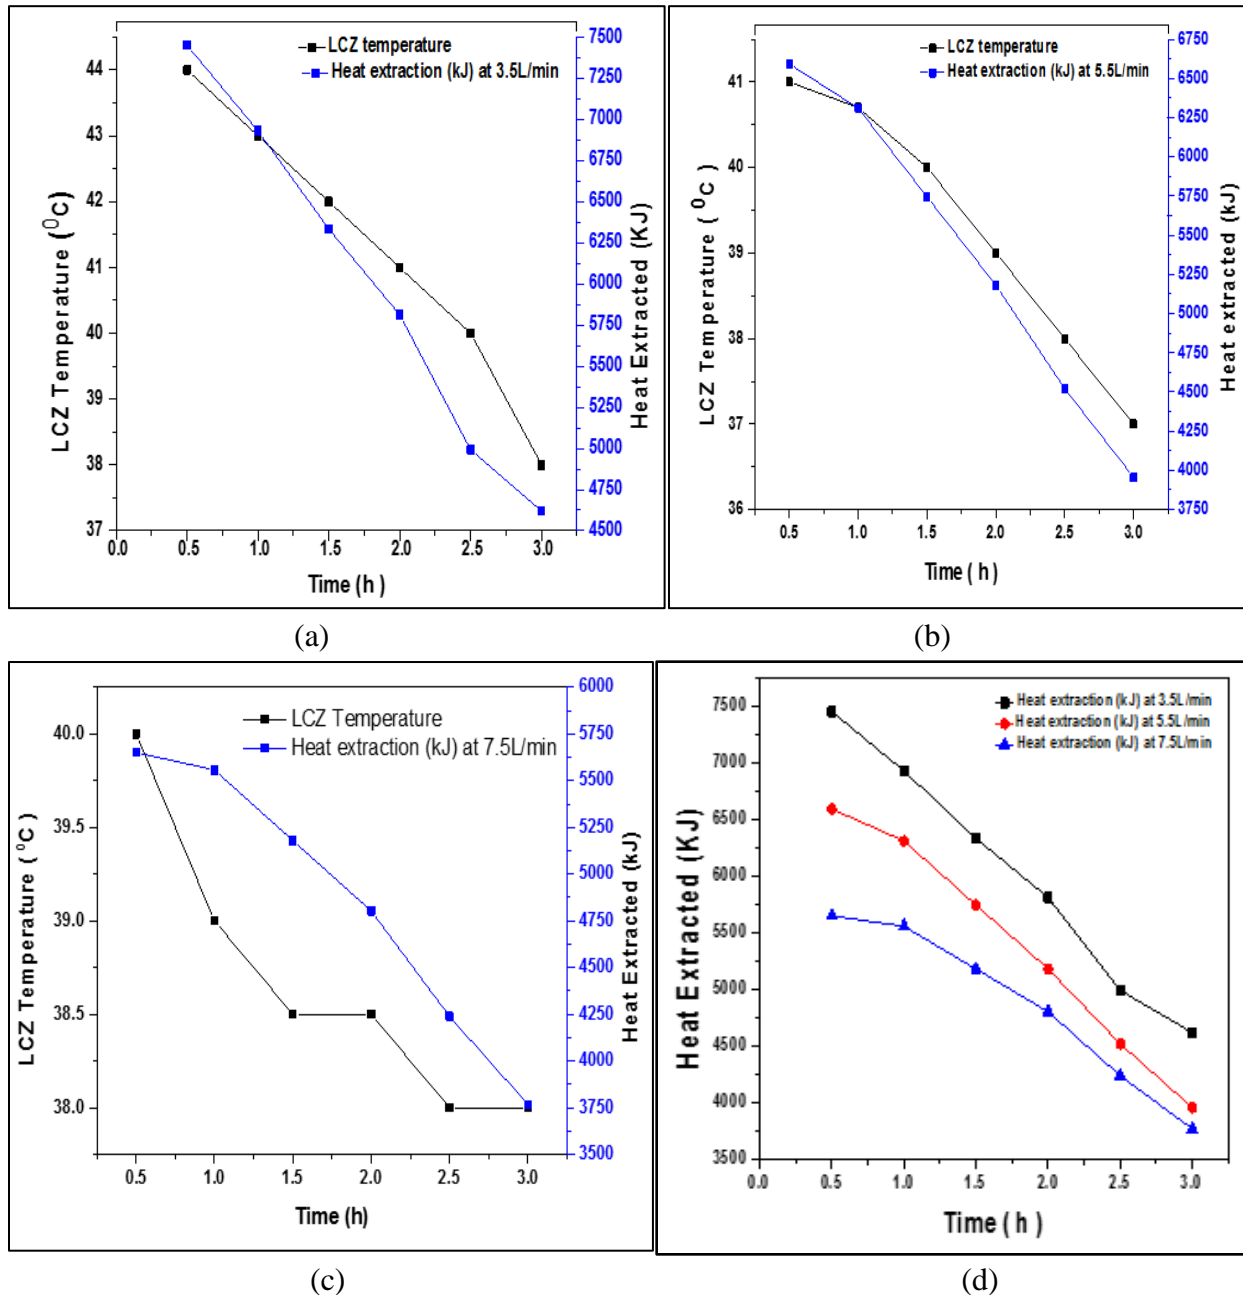 LCZ temperature
Heat extraction (kJ) at 3.5L/min
44
43
42
41
40
39
38
37
LCZ Temperature (⁰C)
7500
7250
7000
6750
6500
6250
6000
5750
5500
5250
5000
4750
4500
Heat Extracted (KJ)
0.0 0.5 1.0 1.5 2.0 2.5 3.0
Time (h )
(a)
LCZ temperature
Heat extraction (kJ) at 5.5L/min
41
40
39
38
37
36
LCZ Temperature ( ⁰C)
6750
6500
6250
6000
5750
5500
5250
5000
4750
4500
4250
4000
3750
Heat extracted (kJ)
0.5 1.0 1.5 2.0 2.5 3.0
Time ( h )
(b)
LCZ Temperature
Heat extraction (kJ) at 7.5L/min
40.0
39.5
39.0
38.5
38.0
LCZ Temperature ( ⁰C )
6000
5750
5500
5250
5000
4750
4500
4250
4000
3750
3500
Heat Extracted (kJ)
0.5 1.0 1.5 2.0 2.5 3.0
Time (h)
(c)
Heat extraction (kJ) at 3.5L/min
Heat extraction (kJ) at 5.5L/min
Heat extraction (kJ) at 7.5L/min
7500
7000
6500
6000
5500
5000
4500
4000
3500
Heat Extracted (KJ)
0.0 0.5 1.0 1.5 2.0 2.5 3.0
Time ( h )
(d)